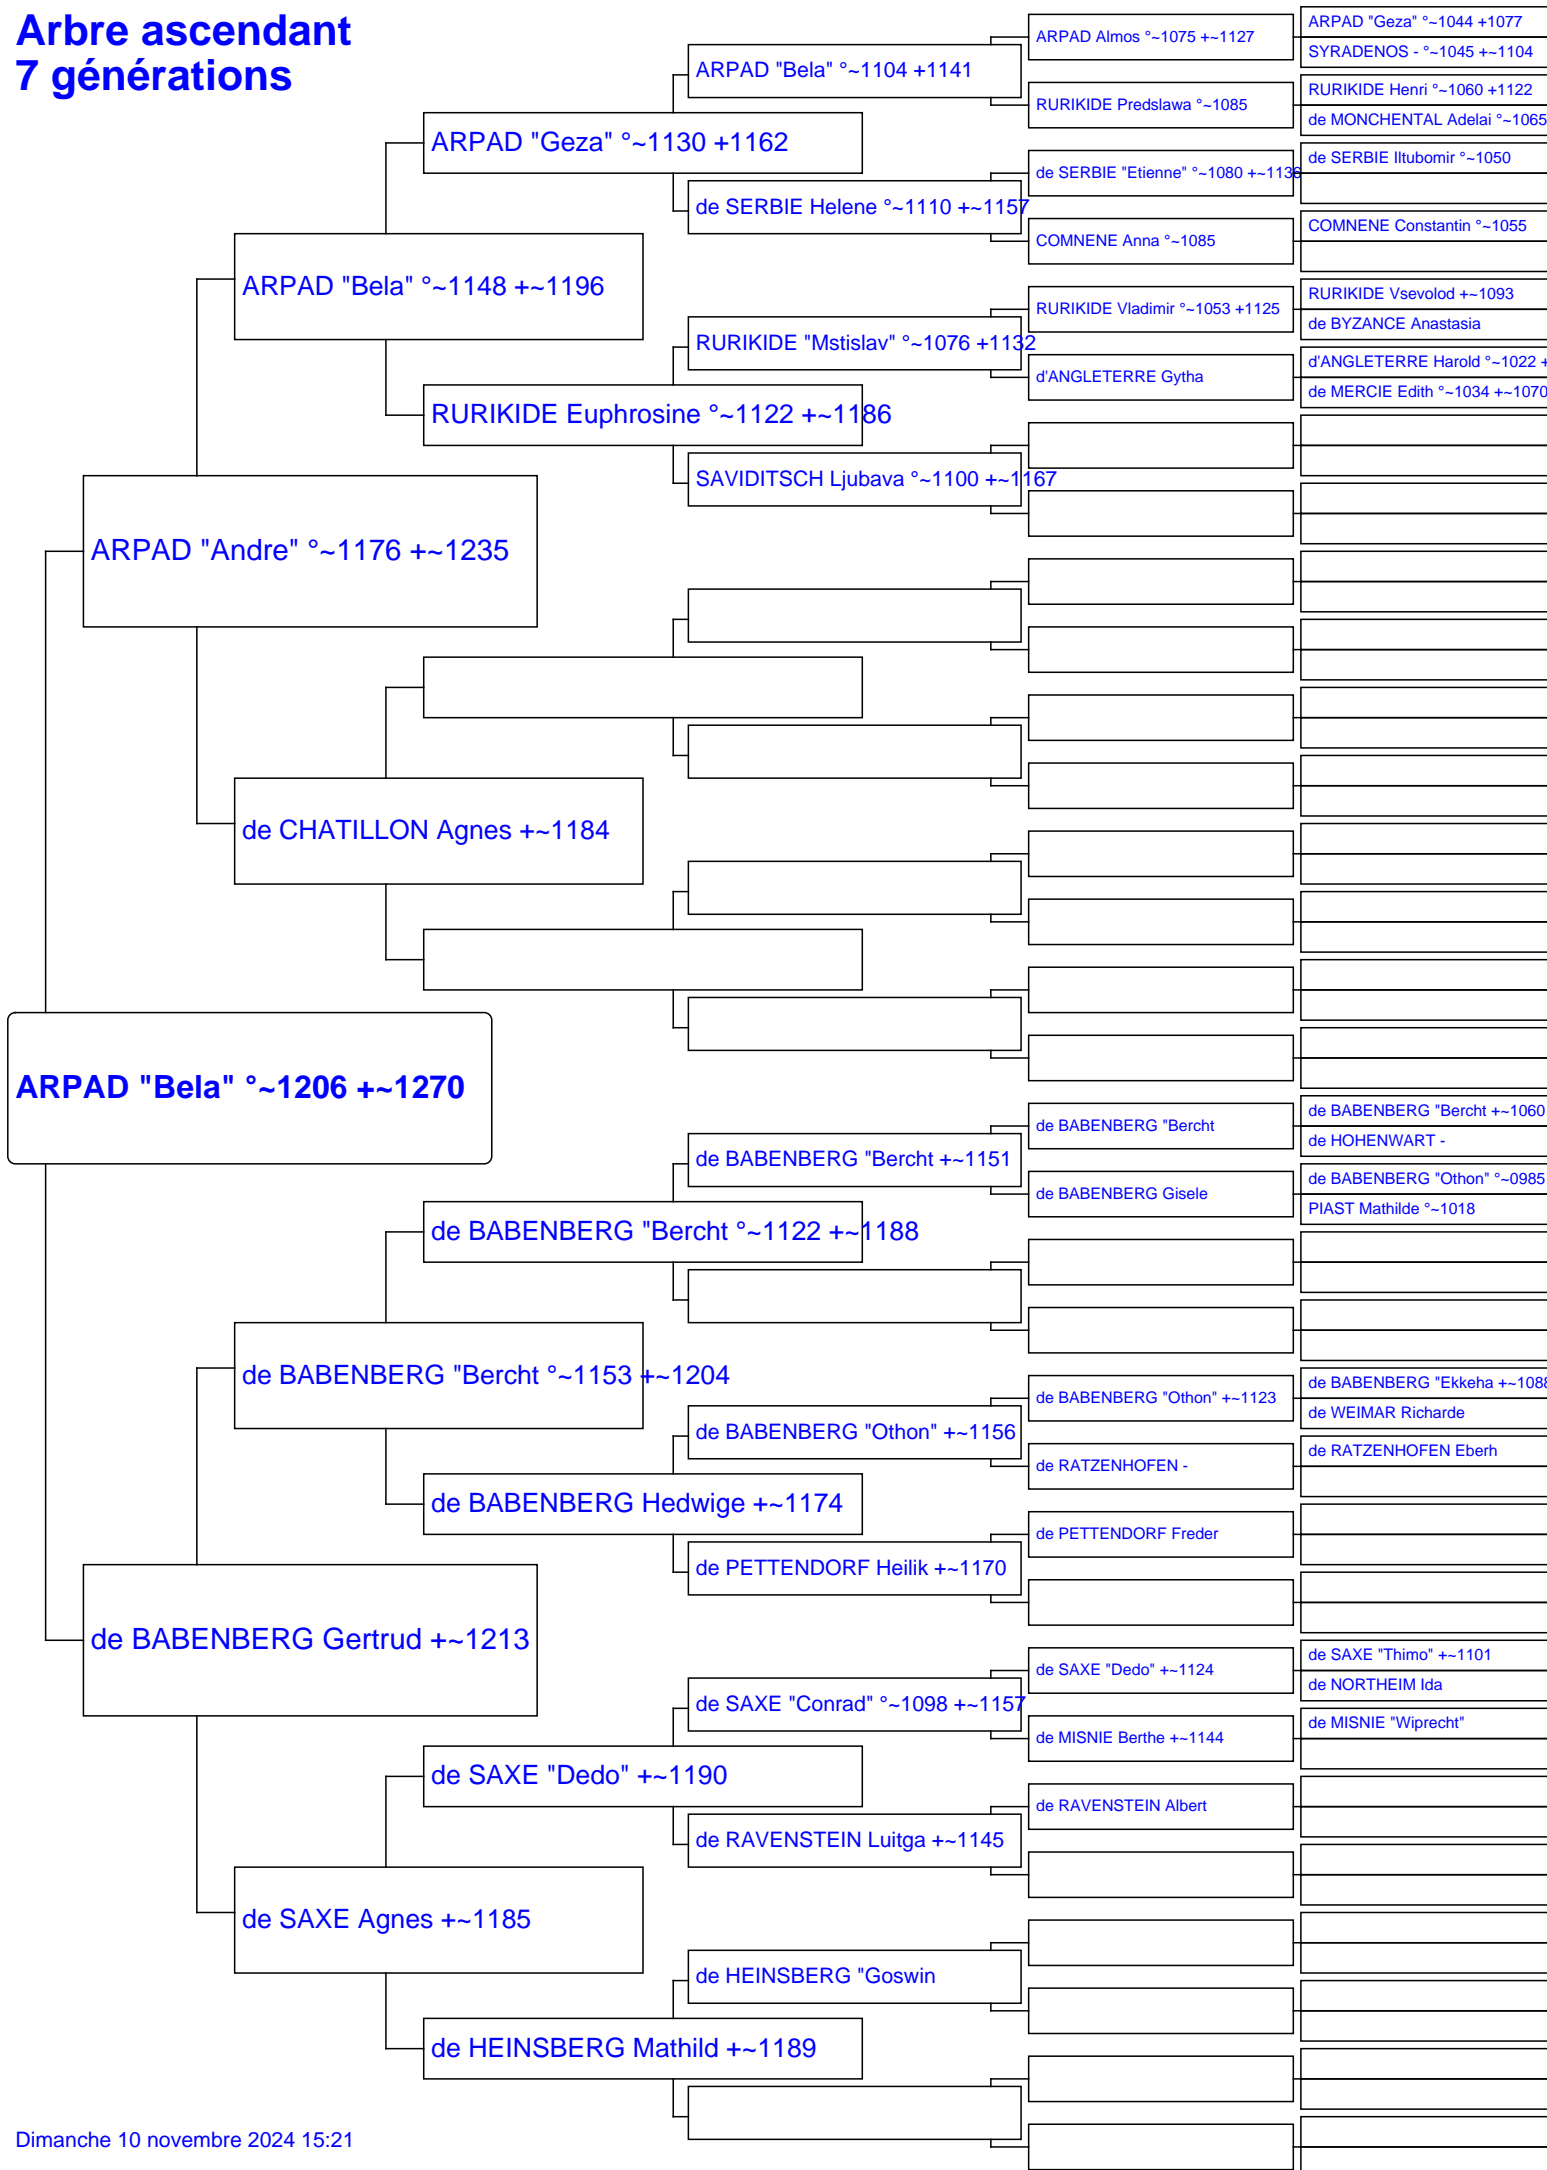 Arbre ascendant
7 générations
ARPAD "Bela" °~1206 +~1270
ARPAD "Andre" °~1176 +~1235
de BABENBERG Gertrud +~1213
ARPAD "Bela" °~1148 +~1196
de CHATILLON Agnes +~1184
de BABENBERG "Bercht °~1153 +~1204
de SAXE Agnes +~1185
ARPAD "Geza" °~1130 +1162
RURIKIDE Euphrosine °~1122 +~1186
de BABENBERG "Bercht °~1122 +~1188
de BABENBERG Hedwige +~1174
de SAXE "Dedo" +~1190
de HEINSBERG Mathild +~1189
ARPAD "Bela" °~1104 +1141
de SERBIE Helene °~1110 +~1157
RURIKIDE "Mstislav" °~1076 +1132
SAVIDITSCH Ljubava °~1100 +~1167
de BABENBERG "Bercht +~1151
de BABENBERG "Othon" +~1156
de PETTENDORF Heilik +~1170
de SAXE "Conrad" °~1098 +~1157
de RAVENSTEIN Luitga +~1145
de HEINSBERG "Goswin
ARPAD Almos °~1075 +~1127
RURIKIDE Predslawa °~1085
de SERBIE "Etienne" °~1080 +~1136
COMNENE Anna °~1085
RURIKIDE Vladimir °~1053 +1125
d'ANGLETERRE Gytha
de BABENBERG "Bercht
de BABENBERG Gisele
de BABENBERG "Othon" +~1123
de RATZENHOFEN -
de PETTENDORF Freder
de SAXE "Dedo" +~1124
de MISNIE Berthe +~1144
de RAVENSTEIN Albert
ARPAD "Geza" °~1044 +1077
SYRADENOS - °~1045 +~1104
RURIKIDE Henri °~1060 +1122
de MONCHENTAL Adelai °~1065
de SERBIE Iltubomir °~1050
COMNENE Constantin °~1055
RURIKIDE Vsevolod +~1093
de BYZANCE Anastasia
d'ANGLETERRE Harold °~1022 +
de MERCIE Edith °~1034 +~1070
de BABENBERG "Bercht +~1060
de HOHENWART -
de BABENBERG "Othon" °~0985
PIAST Mathilde °~1018
de BABENBERG "Ekkeha +~1088
de WEIMAR Richarde
de RATZENHOFEN Eberh
de SAXE "Thimo" +~1101
de NORTHEIM Ida
de MISNIE "Wiprecht"
Dimanche 10 novembre 2024 15:21